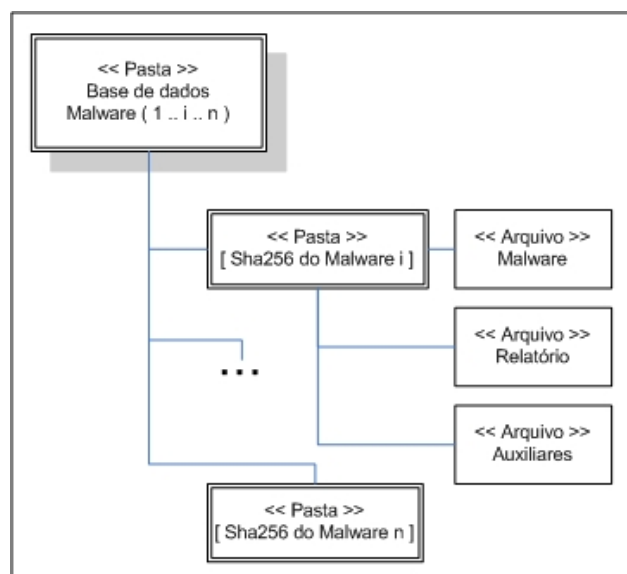 << Pasta >>
Base de dados
Malware ( 1 .. i .. n )
<< Pasta >>
[ Sha256 do Malware i ]
<< Arquivo >>
Malware
<< Arquivo >>
Relatório
...
<< Arquivo >>
Auxiliares
<< Pasta >>
[ Sha256 do Malware n ]